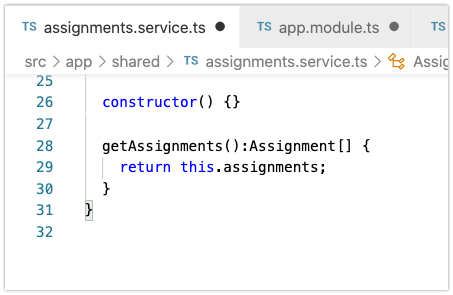 TS assignments.service.ts ● TS app.module.ts ● TS
src > app > shared > TS assignments.service.ts > Assig
25
26 constructor() {}
27
28 getAssignments():Assignment[] {
29 return this.assignments;
30 }
31 }
32